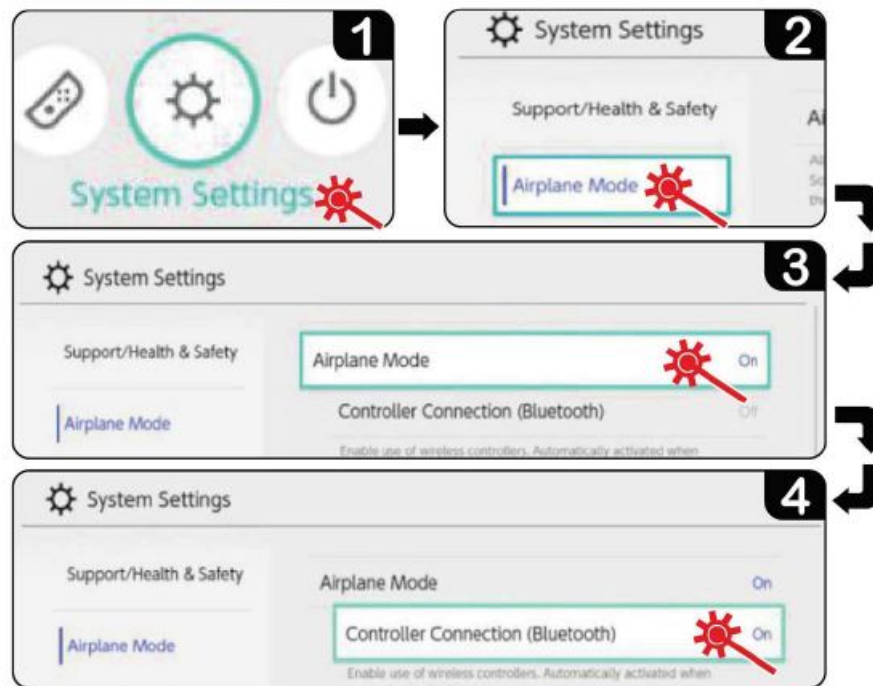 1
System Settings
2
System Settings
Support/Health & Safety
Airplane Mode
Ai
3
System Settings
Support/Health & Safety
Airplane Mode
Airplane Mode On
Controller Connection (Bluetooth) Off
Enable use of wireless controllers. Automatically activated when
4
System Settings
Support/Health & Safety
Airplane Mode
Airplane Mode On
Controller Connection (Bluetooth) On
Enable use of wireless controllers. Automatically activated when